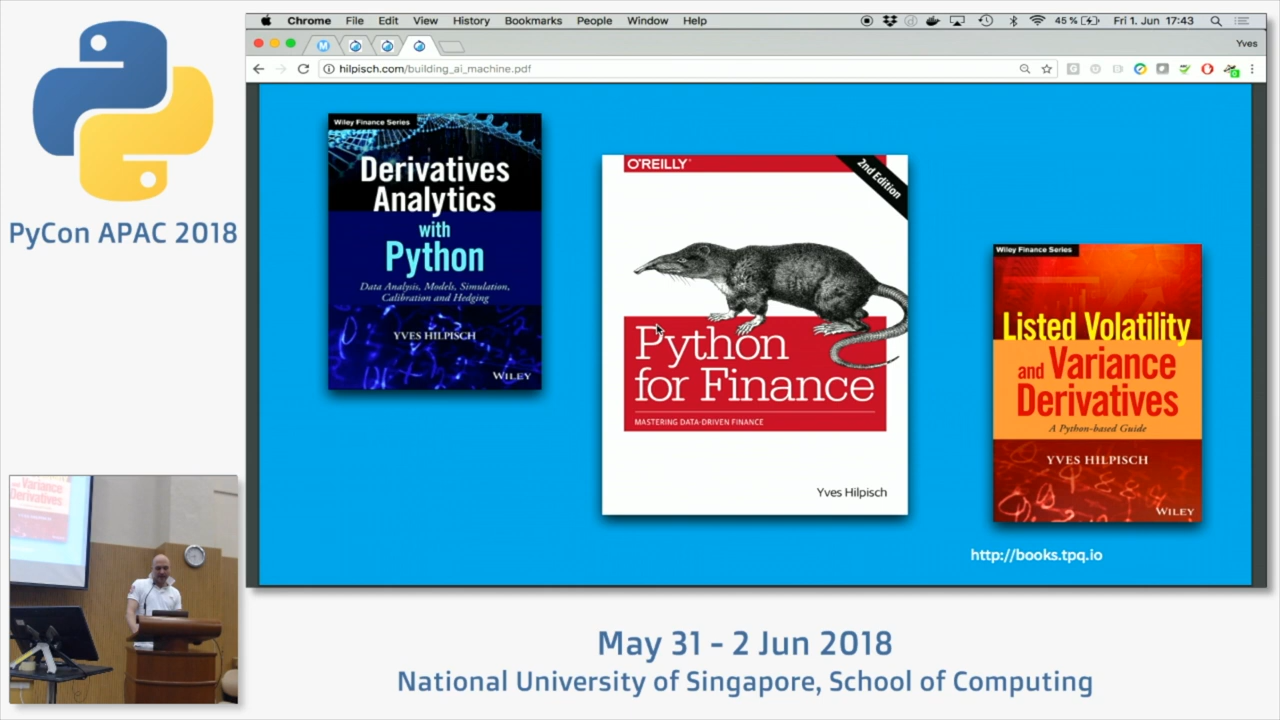 Chrome File Edit View History Bookmarks People Window Help 45 % Fri 1. Jun 17:43
Yves
hilpisch.com/building_ai_machine.pdf
PyCon APAC 2018
Wiley Finance Series
Derivatives
Analytics
with
Python
Data Analysis, Models, Simulation,
Calibration and Hedging
YVES HILPISCH
WILEY
O'REILLY®
2nd Edition
Python
for Finance
MASTERING DATA-DRIVEN FINANCE
Yves Hilpisch
Wiley Finance Series
Listed Volatility
and Variance
Derivatives
A Python-based Guide
YVES HILPISCH
WILEY
http://books.tpq.io
and Variance
Derivatives
May 31 - 2 Jun 2018
National University of Singapore, School of Computing